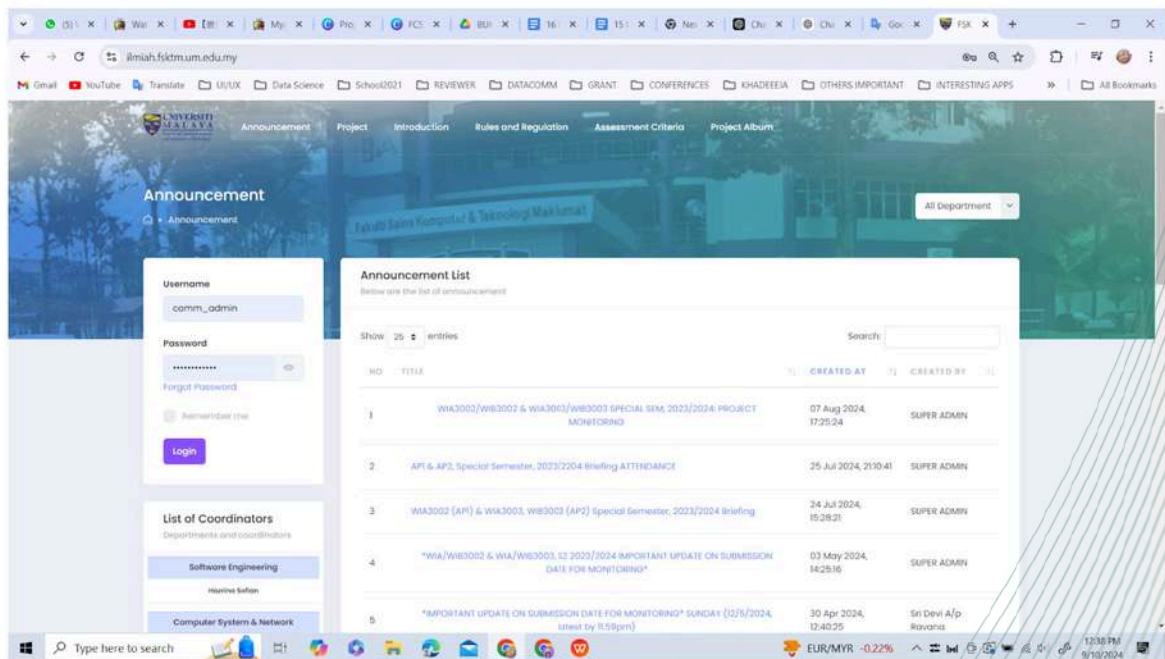 ilmiah.fsktm.um.edu.my
Gmail
YouTube
Translate
UI/UX
Data Science
School2021
REVIEWER
DATACOMM
GRANT
CONFERENCES
KHADEEEJA
OTHERS IMPORTANT
INTERESTING APPS
»
All Bookmarks
UNIVERSITI
MALAYA
Announcement
Project
Introduction
Rules and Regulation
Assessment Criteria
Project Album
Announcement
Announcement
All Department
Fakulti Sains Komputer & Teknologi Maklumat
Username
comm_admin
Password
Forgot Password
Remember me
Login
List of Coordinators
Departments and coordinators
Software Engineering
Computer System & Network
Announcement List
Below are the list of announcement
Show 25 entries
Search:
NO TITLE CREATED AT CREATED BY
1 WIA3002/WIB3002 & WIA3003/WIB3003 SPECIAL SEM, 2023/2024: PROJECT
MONITORING
07 Aug 2024,
17:25:24
SUPER ADMIN
2 AP1 & AP2, Special Semester, 2023/2204 Briefing ATTENDANCE 25 Jul 2024, 21:10:41 SUPER ADMIN
3 WIA3002 (AP1) & WIA3003, WIB3003 (AP2) Special Semester, 2023/2024 Briefing
24 Jul 2024,
15:28:21
SUPER ADMIN
4 *WIA/WIB3002 & WIA/WIB3003, S2 2023/2024 IMPORTANT UPDATE ON SUBMISSION
DATE FOR MONITORING*
03 May 2024,
14:25:16
SUPER ADMIN
5 *IMPORTANT UPDATE ON SUBMISSION DATE FOR MONITORING* SUNDAY (12/5/2024,
latest by 11.59pm)
30 Apr 2024,
12:40:25
Sri Devi A/p
Ravana
Type here to search
EUR/MYR -0.22%
12:38 PM
9/10/2024